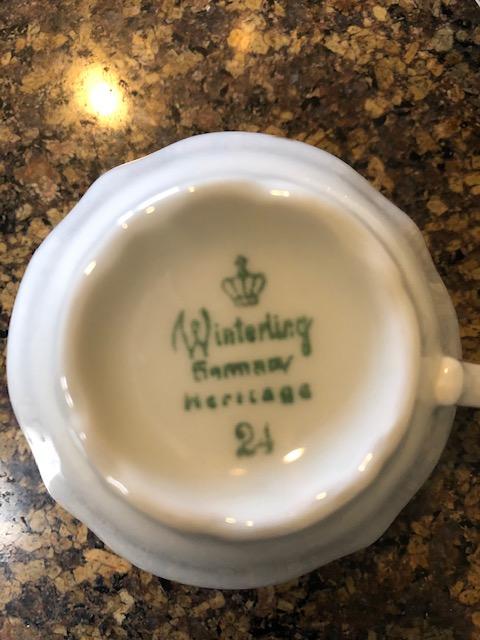 Winterling
Germany
Heritage
24